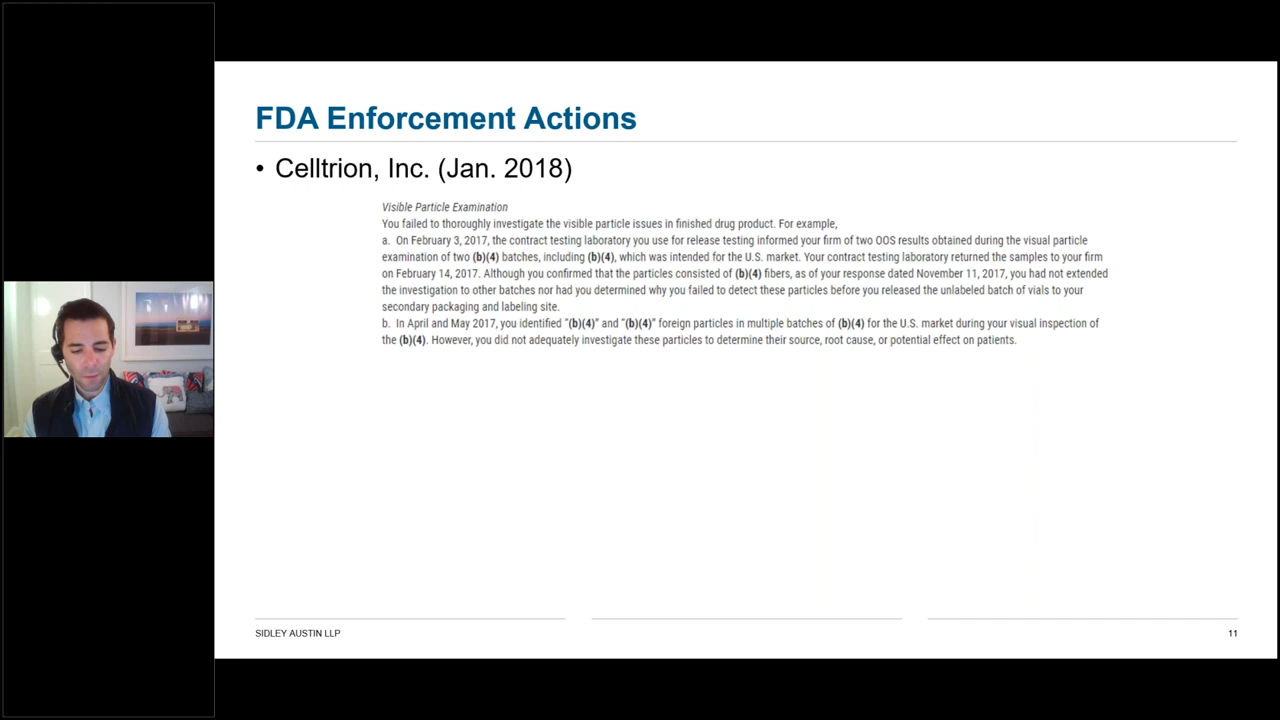 FDA Enforcement Actions
• Celltrion, Inc. (Jan. 2018)
Visible Particle Examination
You failed to thoroughly investigate the visible particle issues in finished drug product. For example,
a. On February 3, 2017, the contract testing laboratory you use for release testing informed your firm of two OOS results obtained during the visual particle
examination of two (b)(4) batches, including (b)(4), which was intended for the U.S. market. Your contract testing laboratory returned the samples to your firm
on February 14, 2017. Although you confirmed that the particles consisted of (b)(4) fibers, as of your response dated November 11, 2017, you had not extended
the investigation to other batches nor had you determined why you failed to detect these particles before you released the unlabeled batch of vials to your
secondary packaging and labeling site.
b. In April and May 2017, you identified “(b)(4)” and “(b)(4)” foreign particles in multiple batches of (b)(4) for the U.S. market during your visual inspection of
the (b)(4). However, you did not adequately investigate these particles to determine their source, root cause, or potential effect on patients.
SIDLEY AUSTIN LLP
11